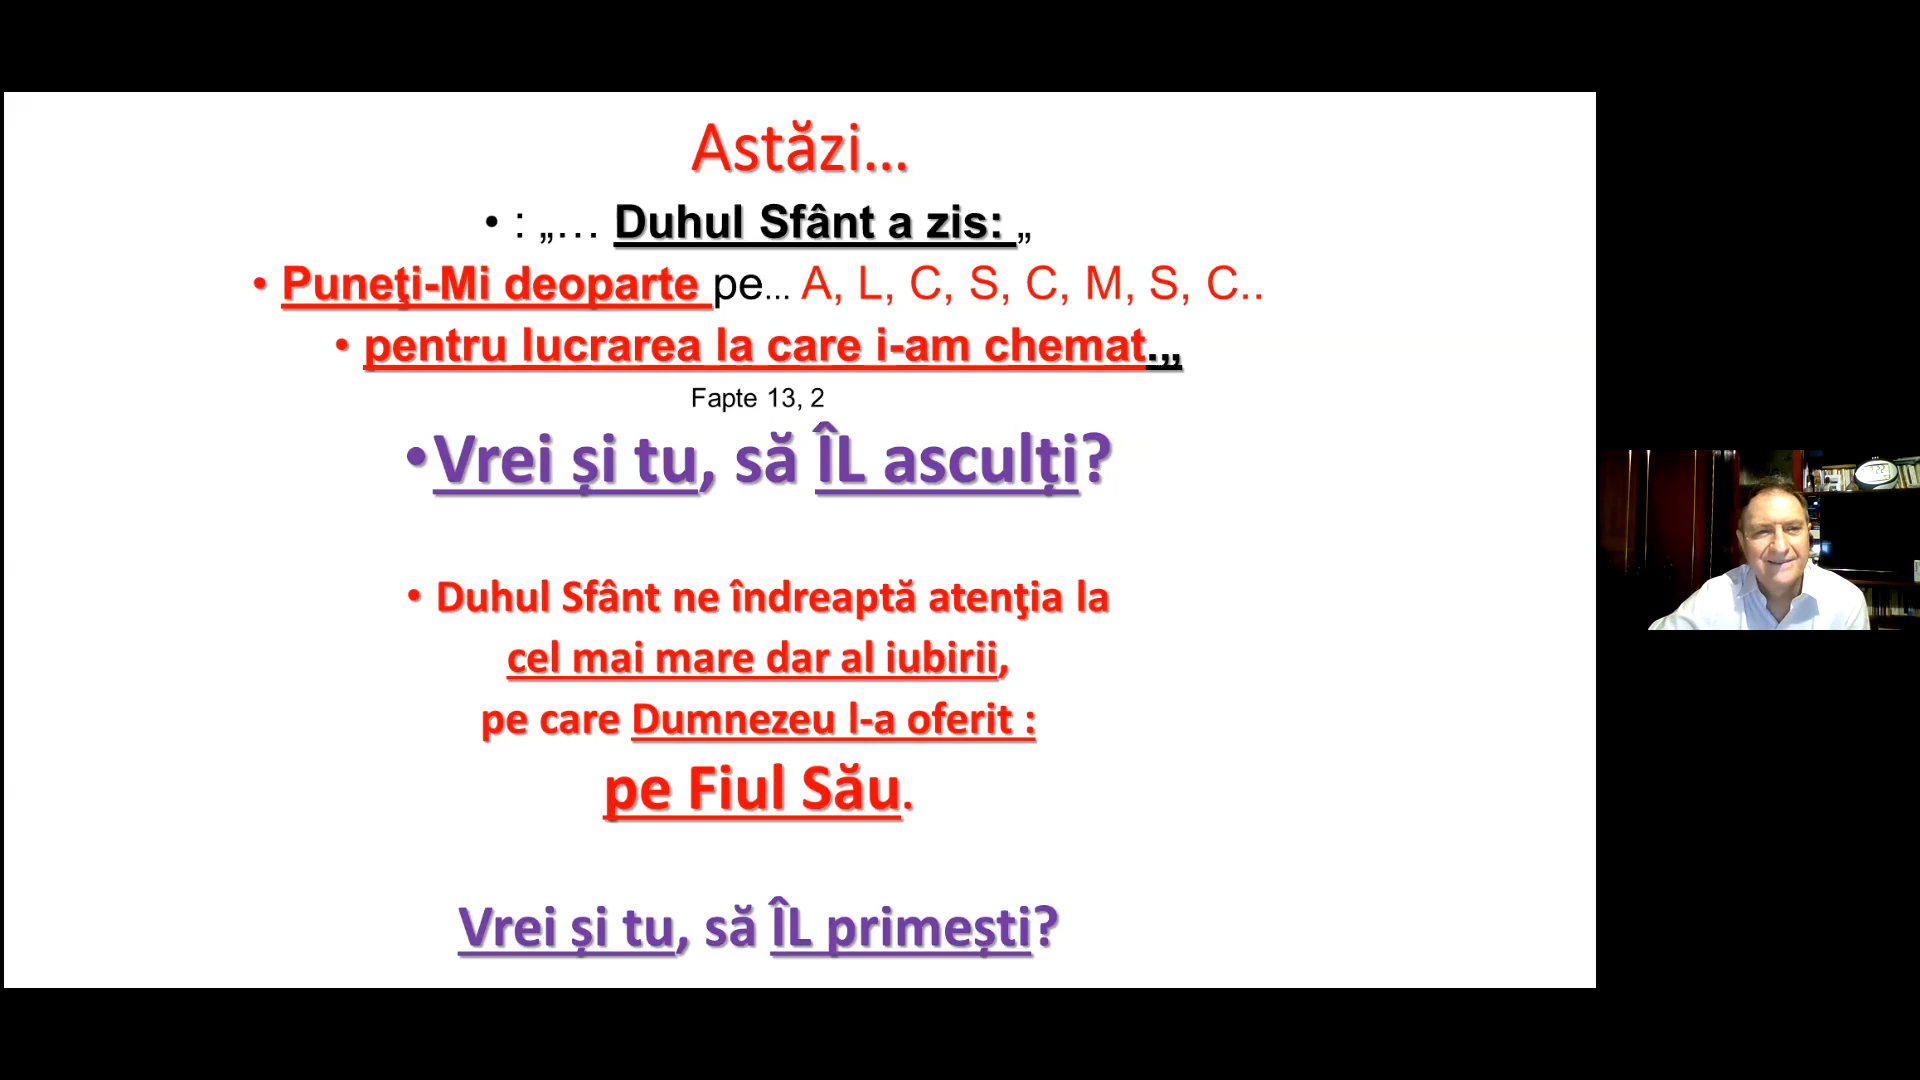 Astăzi...
• : „… Duhul Sfânt a zis: „
• Puneţi-Mi deoparte pe... A, L, C, S, C, M, S, C..
• pentru lucrarea la care i-am chemat.„
Fapte 13, 2
•Vrei și tu, să ÎL asculți?
• Duhul Sfânt ne îndreaptă atenţia la
cel mai mare dar al iubirii,
pe care Dumnezeu l-a oferit :
pe Fiul Său.
Vrei și tu, să ÎL primești?